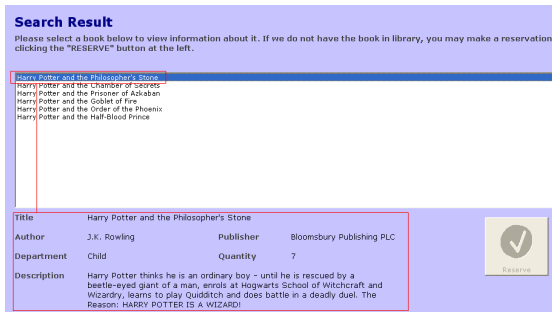 Search Result
Please select a book below to view information about it. If we do not have the book in library, you may make a reservation
clicking the "RESERVE" button at the left.
Harry Potter and the Philosopher's Stone
Harry Potter and the Chamber of Secrets
Harry Potter and the Prisoner of Azkaban
Harry Potter and the Goblet of Fire
Harry Potter and the Order of the Phoenix
Harry Potter and the Half-Blood Prince
Title Harry Potter and the Philosopher's Stone
Author J.K. Rowling Publisher Bloomsbury Publishing PLC
Department Child Quantity 7
Description Harry Potter thinks he is an ordinary boy - until he is rescued by a
beetle-eyed giant of a man, enrols at Hogwarts School of Witchcraft and
Wizardry, learns to play Quidditch and does battle in a deadly duel. The
Reason: HARRY POTTER IS A WIZARD!
Reserve